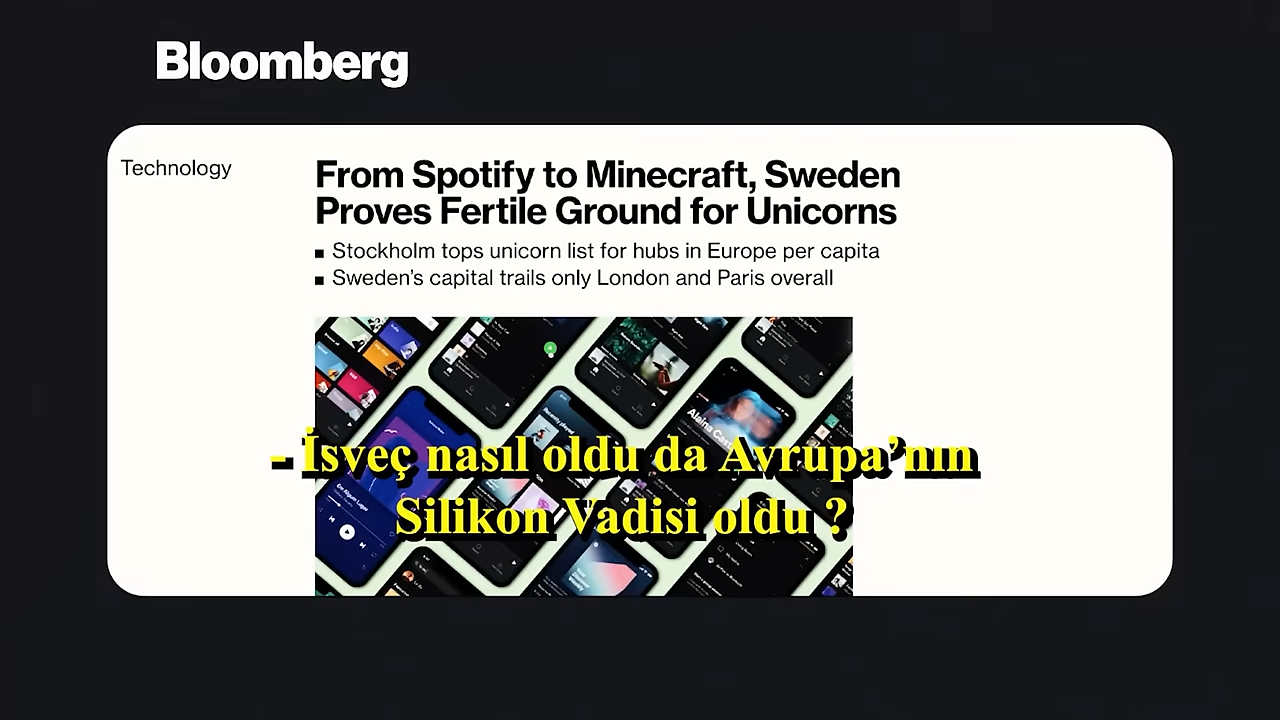 Bloomberg
Technology
From Spotify to Minecraft, Sweden
Proves Fertile Ground for Unicorns
▪ Stockholm tops unicorn list for hubs in Europe per capita
▪ Sweden’s capital trails only London and Paris overall
Recently played
- İsveç nasıl oldu da Avrupa’nın
Silikon Vadisi oldu ?